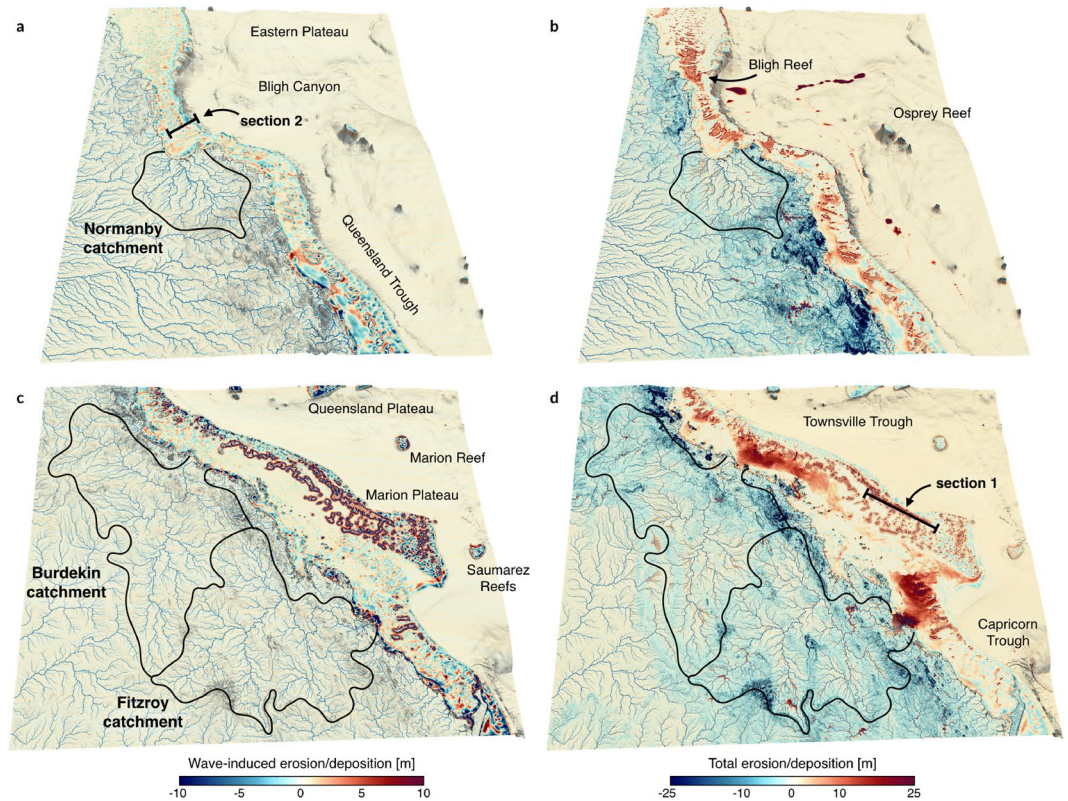 a
Eastern Plateau
Bligh Canyon
section 2
Normanby
catchment
Queensland Trough
b
Bligh Reef
Osprey Reef
c
Queensland Plateau
Marion Reef
Marion Plateau
Saumarez
Reefs
Burdekin
catchment
Fitzroy
catchment
d
Townsville Trough
section 1
Capricorn
Trough
Wave-induced erosion/deposition [m]
-10 -5 0 5 10
Total erosion/deposition [m]
-25 -10 0 10 25